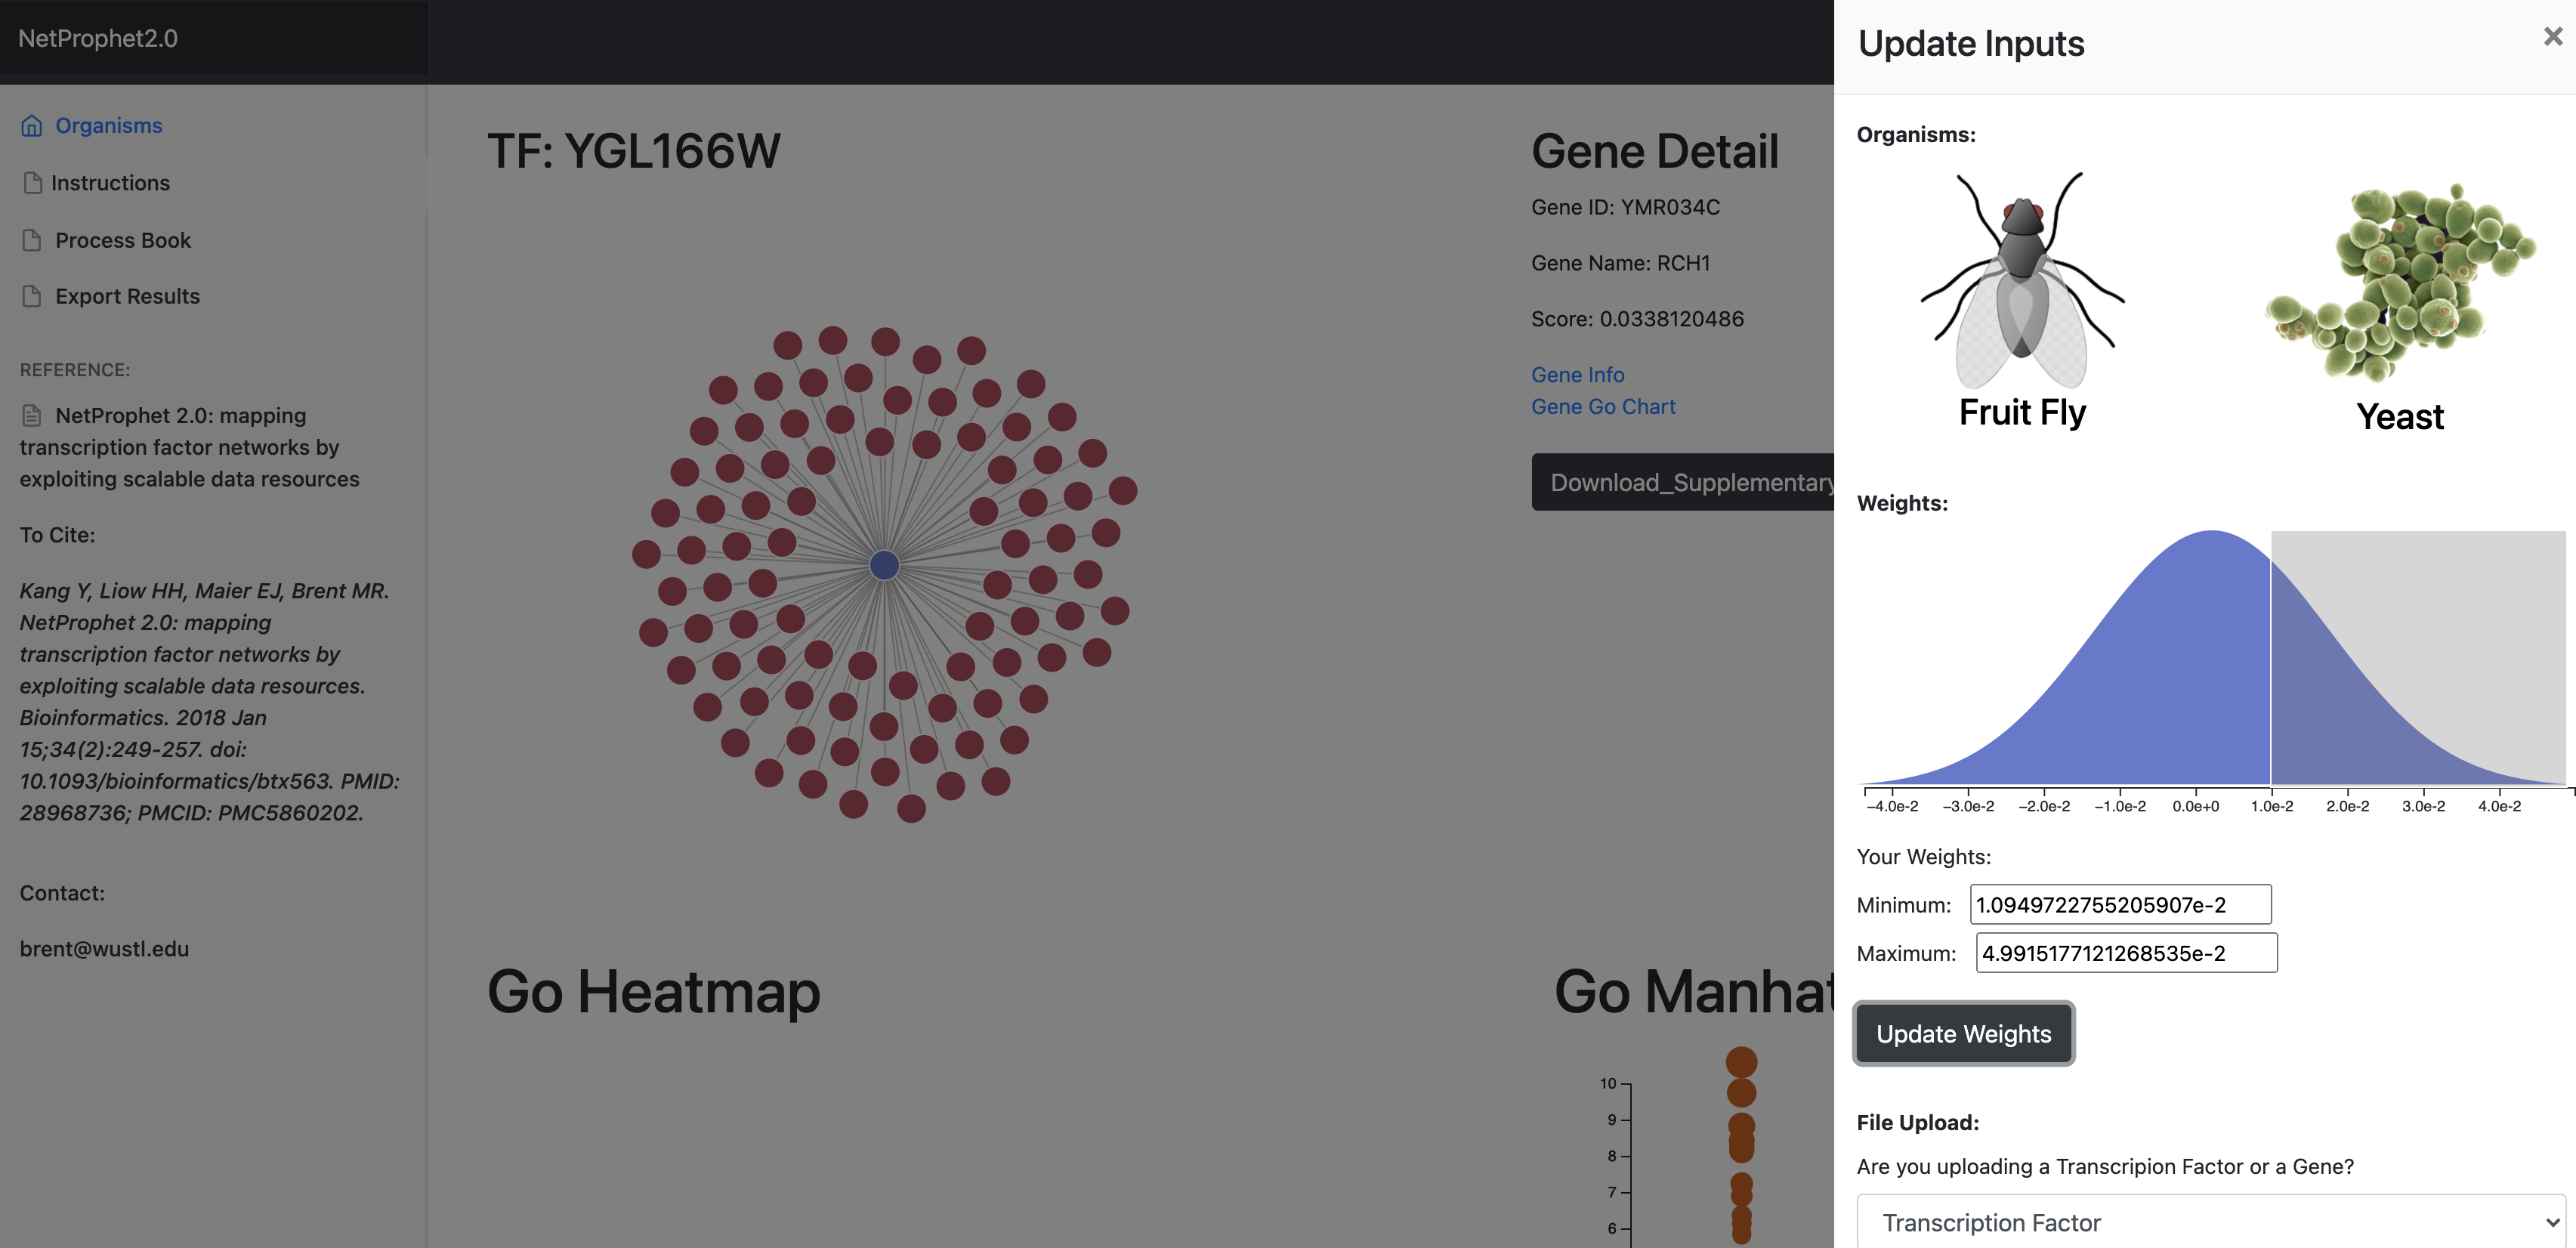 NetProphet2.0
Organisms
Instructions
Process Book
Export Results
REFERENCE:
NetProphet 2.0: mapping
transcription factor networks by
exploiting scalable data resources
To Cite:
Kang Y, Liow HH, Maier EJ, Brent MR.
NetProphet 2.0: mapping
transcription factor networks by
exploiting scalable data resources.
Bioinformatics. 2018 Jan
15;34(2):249-257. doi:
10.1093/bioinformatics/btx563. PMID:
28968736; PMCID: PMC5860202.
Contact:
brent@wustl.edu
TF: YGL166W
Gene Detail
Gene ID: YMR034C
Gene Name: RCH1
Score: 0.0338120486
Gene Info
Gene Go Chart
Download_Supplementary
Go Heatmap
Go Manhat
10
9
8
7
6
Update Inputs
×
Organisms:
Fruit Fly
Yeast
Weights:
−4.0e-2 −3.0e-2 −2.0e-2 −1.0e-2 0.0e+0 1.0e-2 2.0e-2 3.0e-2 4.0e-2
Your Weights:
Minimum: 1.0949722755205907e-2
Maximum: 4.9915177121268535e-2
Update Weights
File Upload:
Are you uploading a Transcripion Factor or a Gene?
Transcription Factor